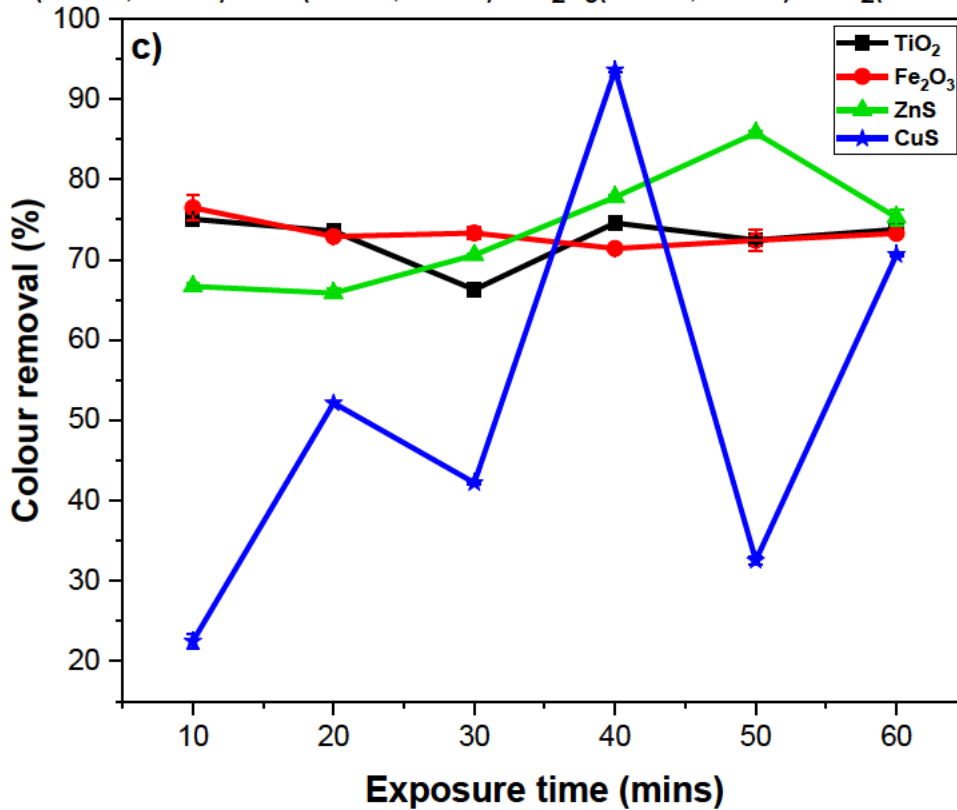 100
c)
TiO₂
Fe₂O₃
ZnS
CuS
90
80
70
60
50
40
30
20
Colour removal (%)
10 20 30 40 50 60
Exposure time (mins)